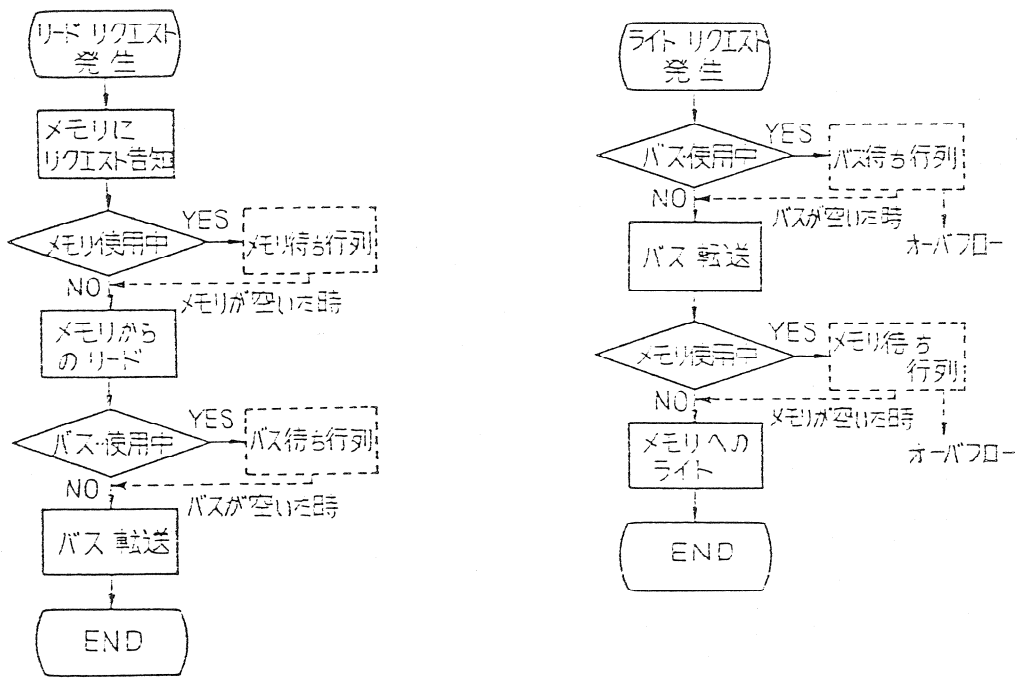 リード リクエスト
発生
メモリに
リクエスト告知
メモリ使用中
YES
メモリ待ち行列
NO
メモリが空いた時
メモリから
のリード
バス使用中
YES
バス待ち行列
NO
バスが空いた時
バス 転送
END
ライト リクエスト
発生
バス使用中
YES
バス待ち行列
NO
バスが空いた時
オーバフロー
バス 転送
メモリ使用中
YES
メモリ待ち
行列
NO
メモリが空いた時
オーバフロー
メモリへの
ライト
END